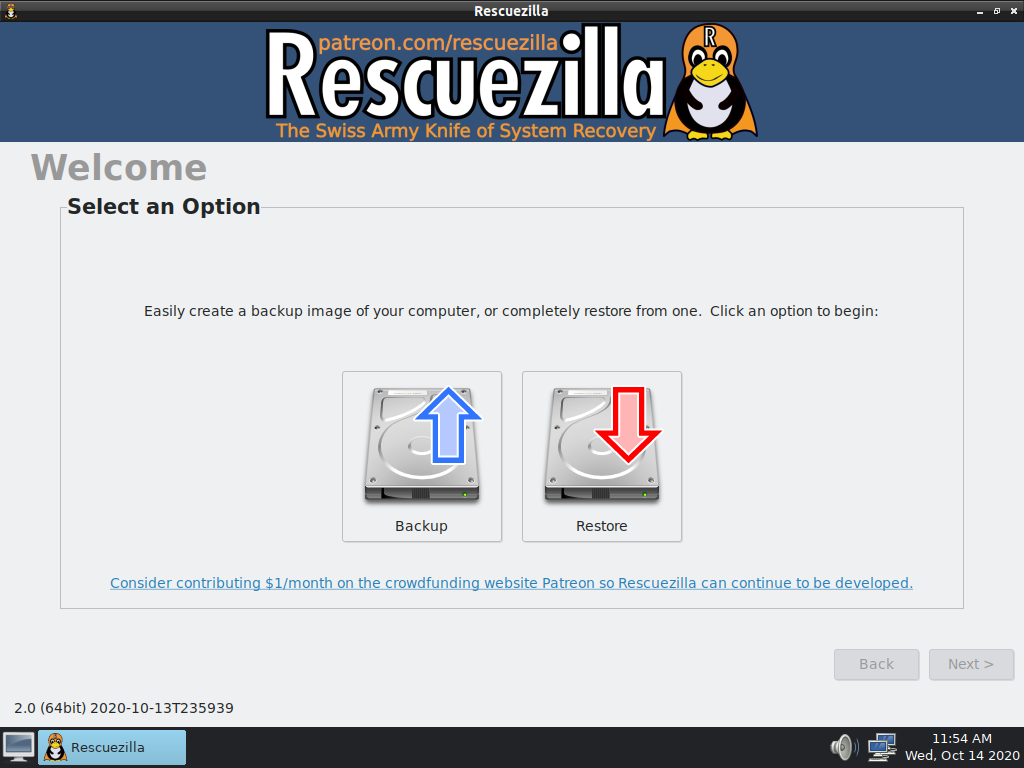 Rescuezilla
patreon.com/rescuezilla
Rescuezilla
R
The Swiss Army Knife of System Recovery
Welcome
Select an Option
Easily create a backup image of your computer, or completely restore from one.  Click an option to begin:
Backup
Restore
Consider contributing $1/month on the crowdfunding website Patreon so Rescuezilla can continue to be developed.
Back
Next >
2.0 (64bit) 2020-10-13T235939
Rescuezilla
11:54 AM
Wed, Oct 14 2020